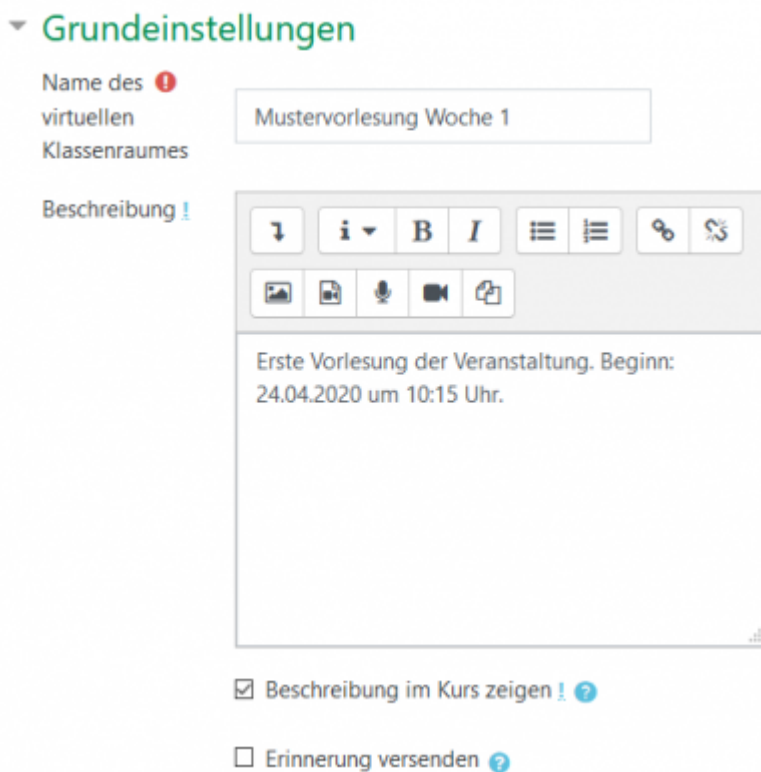 Grundeinstellungen
Name des
virtuellen
Klassenraumes
Mustervorlesung Woche 1
Beschreibung !
i B I
Erste Vorlesung der Veranstaltung. Beginn:
24.04.2020 um 10:15 Uhr.
Beschreibung im Kurs zeigen ! ?
Erinnerung versenden ?